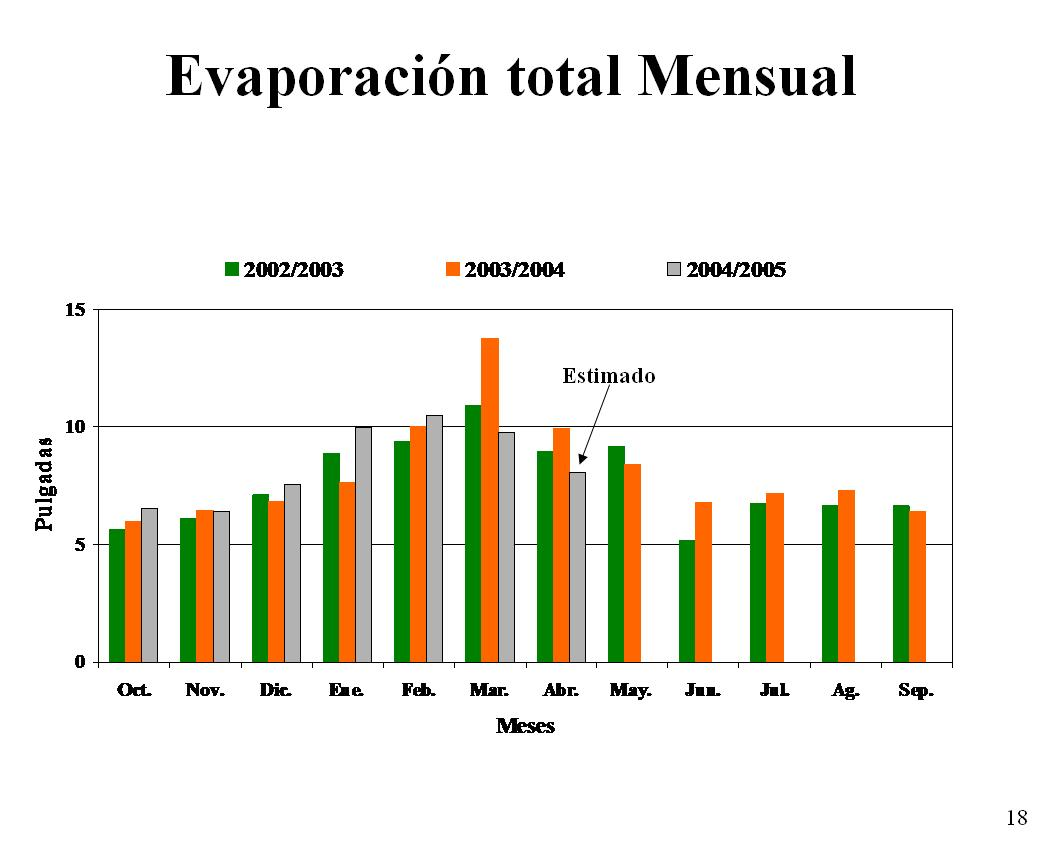 Evaporación total Mensual
2002/2003 2003/2004 2004/2005
15
Estimado
10
Pulgadas
5
0
Oct. Nov. Dic. Ene. Feb. Mar. Abr. May. Jun. Jul. Ag. Sep.
Meses
18